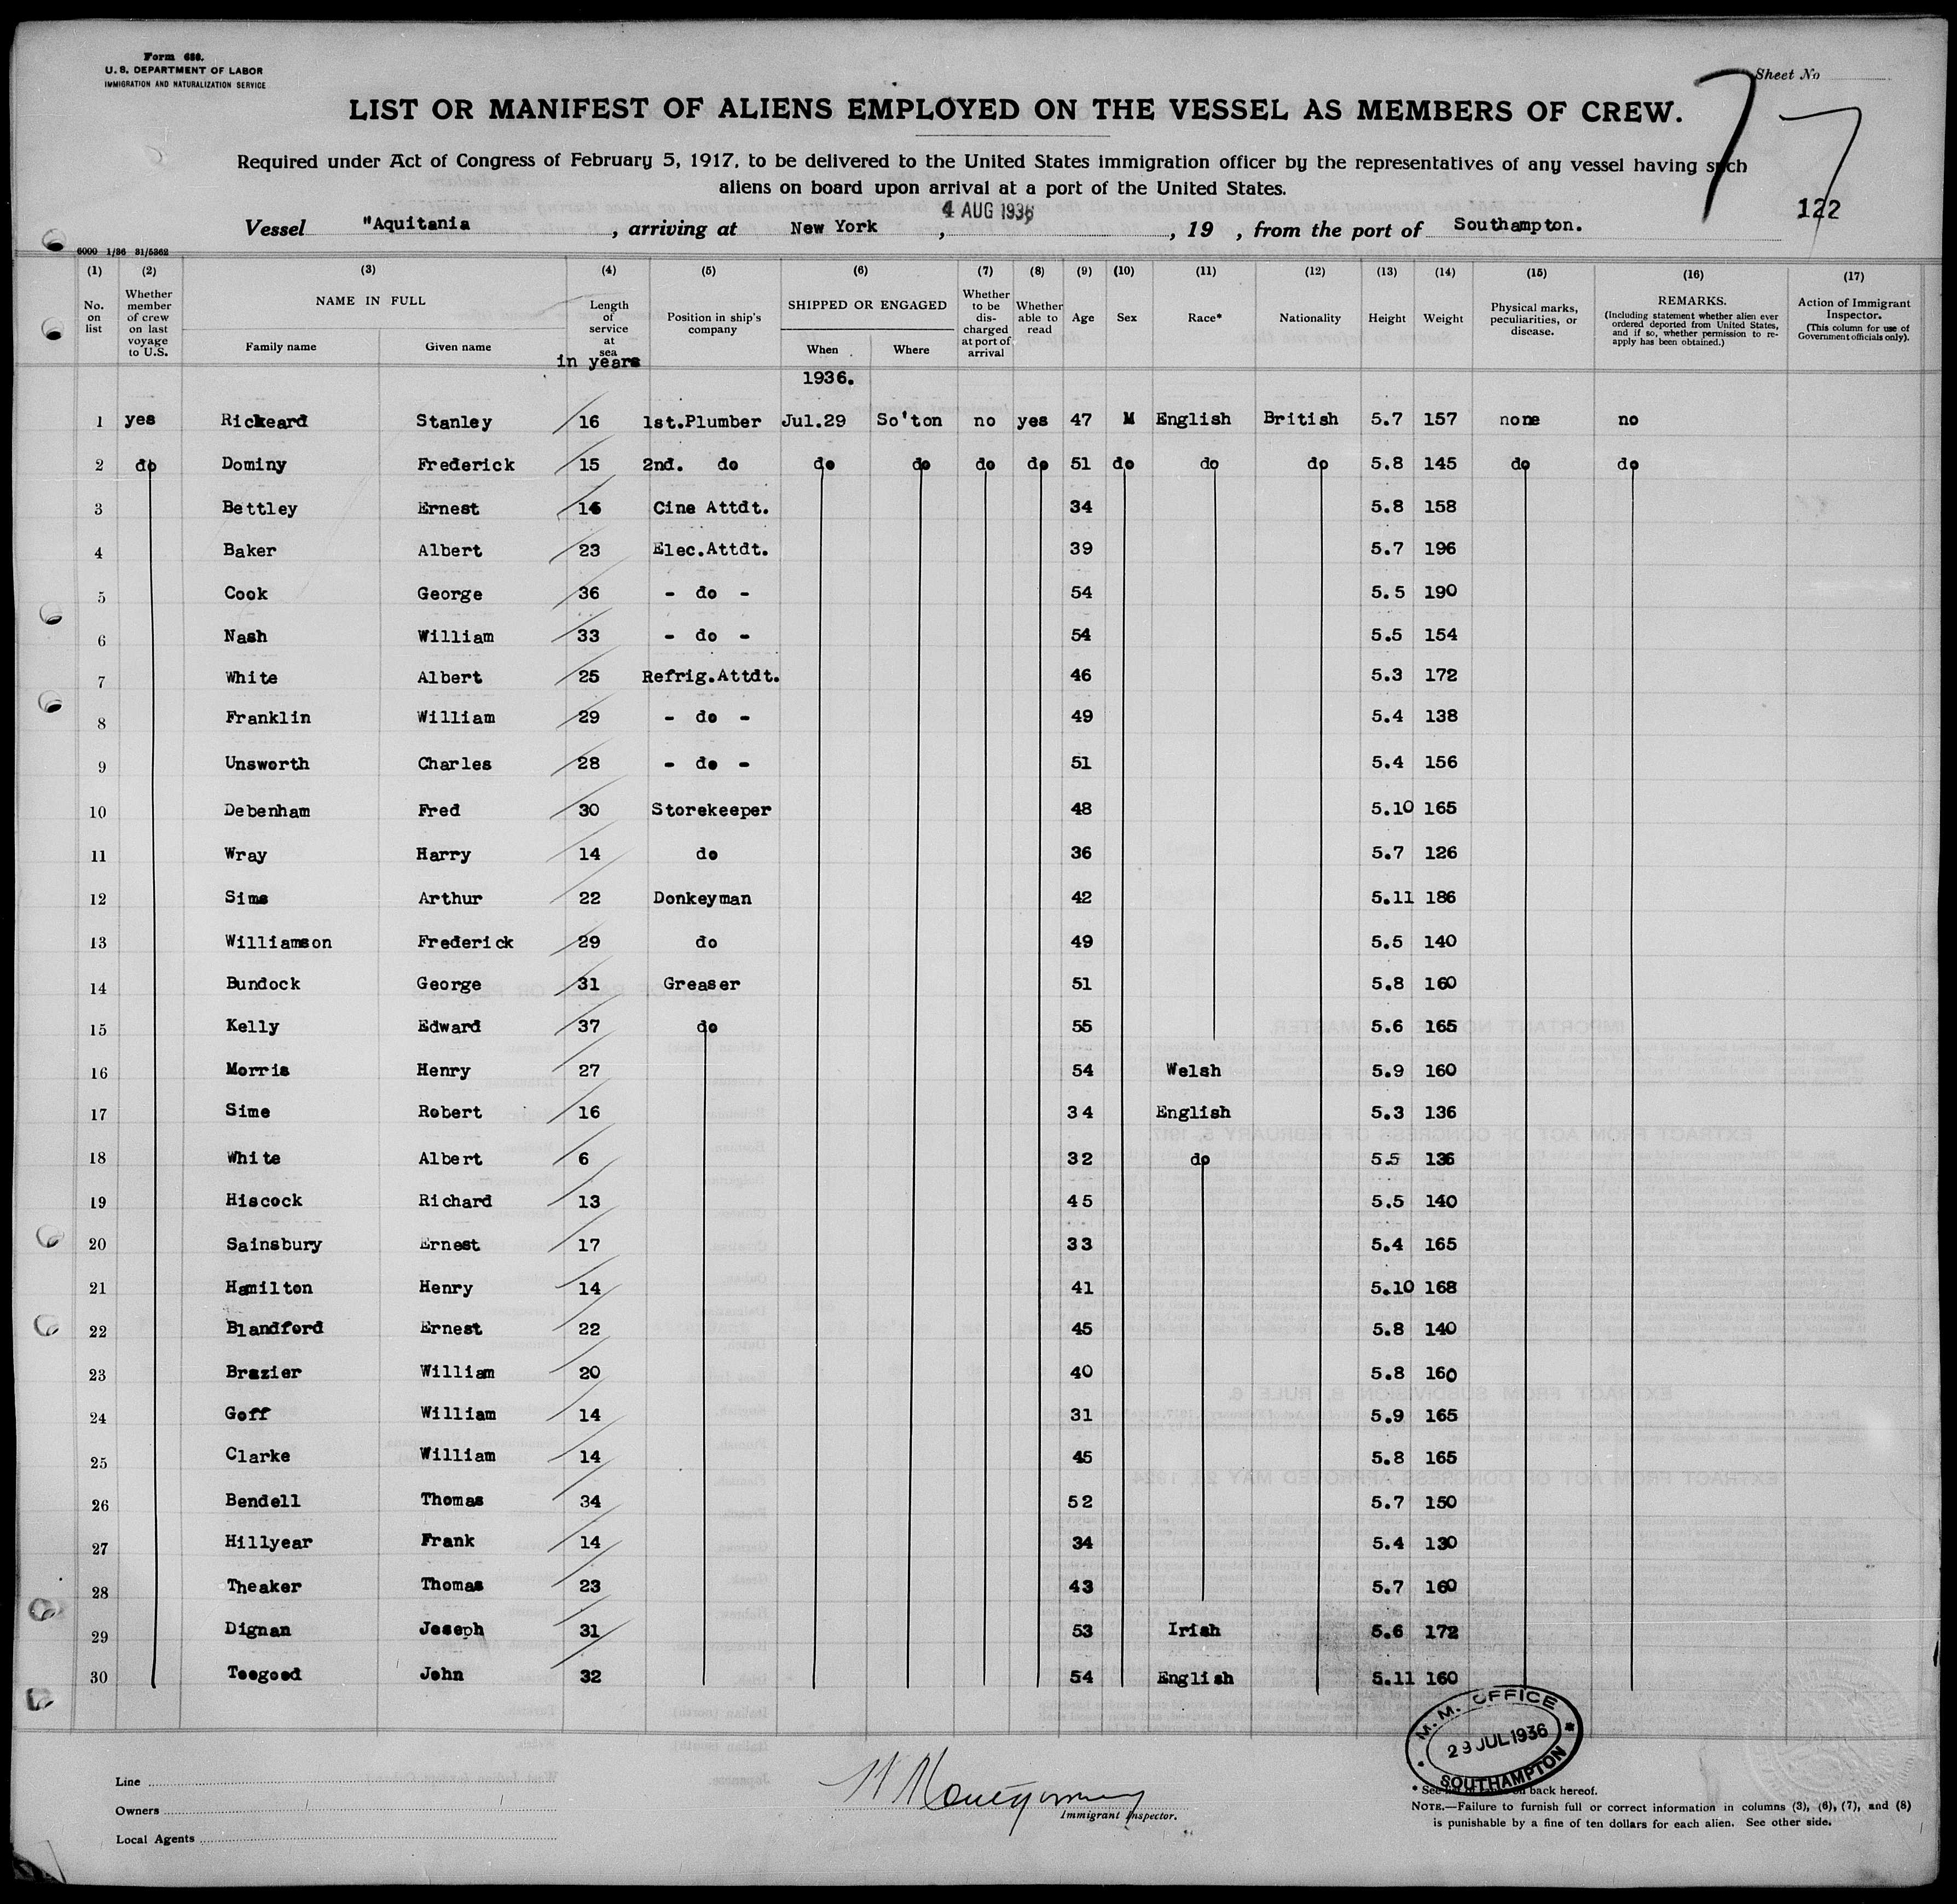 Form 688.
U. S. DEPARTMENT OF LABOR
IMMIGRATION AND NATURALIZATION SERVICE
Sheet No
7 7
LIST OR MANIFEST OF ALIENS EMPLOYED ON THE VESSEL AS MEMBERS OF CREW.
Required under Act of Congress of February 5, 1917, to be delivered to the United States immigration officer by the representatives of any vessel having such
aliens on board upon arrival at a port of the United States.
122
Vessel "Aquitania , arriving at New York , 4 AUG 1936 , 19 , from the port of Southampton.
6000 1/36 31/5362
(1) (2) (3) (4) (5) (6) (7) (8) (9) (10) (11) (12) (13) (14) (15) (16) (17)
No. on list Whether member of crew on last voyage to U.S. NAME IN FULL Family name Given name Length of service at sea in years Position in ship's company SHIPPED OR ENGAGED When Where Whether to be discharged at port of arrival Whether able to read Age Sex Race* Nationality Height Weight Physical marks, peculiarities, or disease. REMARKS. (Including statement whether alien ever ordered deported from United States, and if so, whether permission to re-apply has been obtained.) Action of Immigrant Inspector. (This column for use of Government officials only).
1936.
1 yes Rickeard Stanley 16 1st.Plumber Jul.29 So'ton no yes 47 M English British 5.7 157 none no
2 do Dominy Frederick 15 2nd. do do do do do 51 do do do 5.8 145 do do
3 Bettley Ernest 14 Cine Attdt. 34 5.8 158
4 Baker Albert 23 Elec.Attdt. 39 5.7 196
5 Cook George 36 - do - 54 5.5 190
6 Nash William 33 - do - 54 5.5 154
7 White Albert 25 Refrig.Attdt. 46 5.3 172
8 Franklin William 29 - do - 49 5.4 138
9 Unsworth Charles 28 - do - 51 5.4 156
10 Debenham Fred 30 Storekeeper 48 5.10 165
11 Wray Harry 14 do 36 5.7 126
12 Sims Arthur 22 Donkeyman 42 5.11 186
13 Williamson Frederick 29 do 49 5.5 140
14 Bundock George 31 Greaser 51 5.8 160
15 Kelly Edward 37 do 55 5.6 165
16 Morris Henry 27 54 Welsh 5.9 160
17 Sime Robert 16 34 English 5.3 136
18 White Albert 6 32 do 5.5 136
19 Hiscock Richard 13 45 5.5 140
20 Sainsbury Ernest 17 33 5.4 165
21 Hamilton Henry 14 41 5.10 168
22 Blandford Ernest 22 45 5.8 140
23 Brazier William 20 40 5.8 160
24 Goff William 14 31 5.9 165
25 Clarke William 14 45 5.8 165
26 Bendell Thomas 34 52 5.7 150
27 Hillyear Frank 14 34 5.4 130
28 Theaker Thomas 23 43 5.7 160
29 Dignan Joseph 31 53 Irish 5.6 172
30 Toogood John 32 54 English 5.11 160
M. M. OFFICE
29 JUL 1936
SOUTHAMPTON
Line
Owners
Local Agents
H Montgomery
Immigrant Inspector.
* See list of races on back hereof.
NOTE.—Failure to furnish full or correct information in columns (3), (6), (7), and (8)
is punishable by a fine of ten dollars for each alien. See other side.